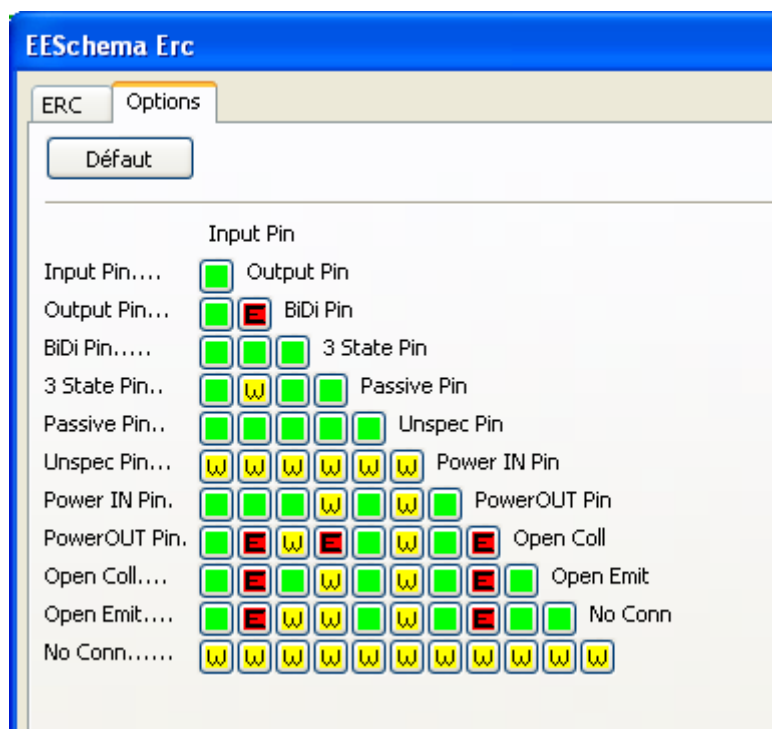 EESchema Erc
ERC Options
Défaut
Input Pin
Input Pin.... Output Pin
Output Pin... E BiDi Pin
BiDi Pin..... 3 State Pin
3 State Pin.. W Passive Pin
Passive Pin.. Unspec Pin
Unspec Pin... W W W W W W Power IN Pin
Power IN Pin. W W PowerOUT Pin
PowerOUT Pin. E W E W E Open Coll
Open Coll.... E W W E Open Emit
Open Emit.... E W W W E No Conn
No Conn...... W W W W W W W W W W W